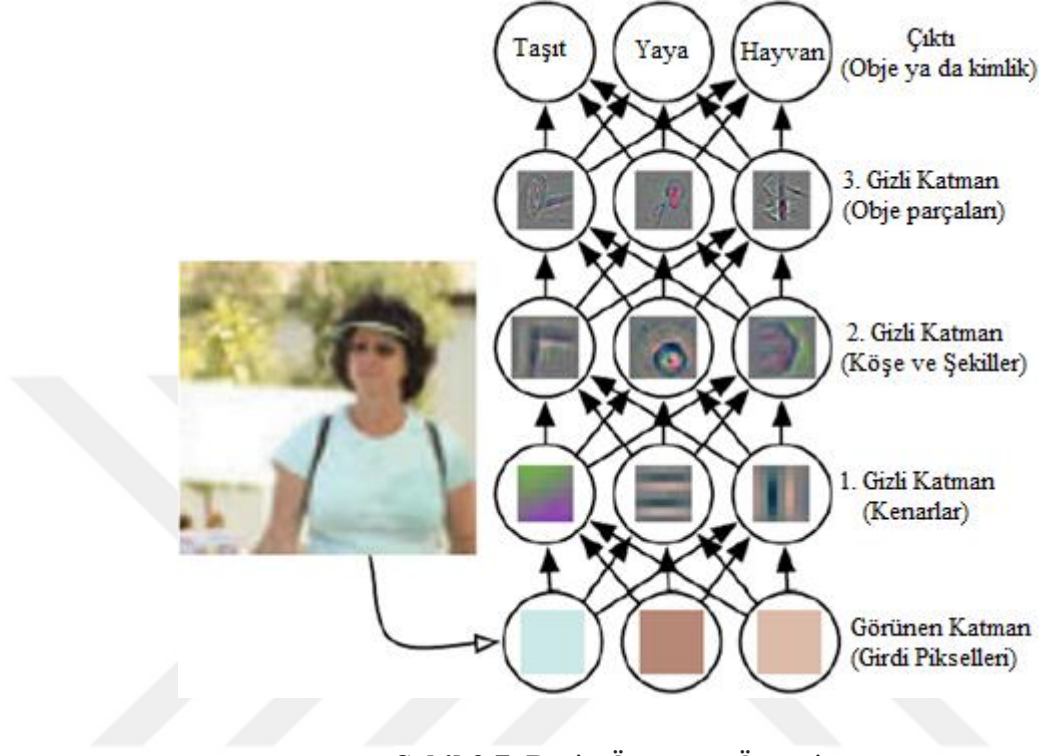 Taşıt Yaya Hayvan
Çıktı
(Obje ya da kimlik)
3. Gizli Katman
(Obje parçaları)
2. Gizli Katman
(Köşe ve Şekiller)
1. Gizli Katman
(Kenarlar)
Görünen Katman
(Girdi Pikselleri)